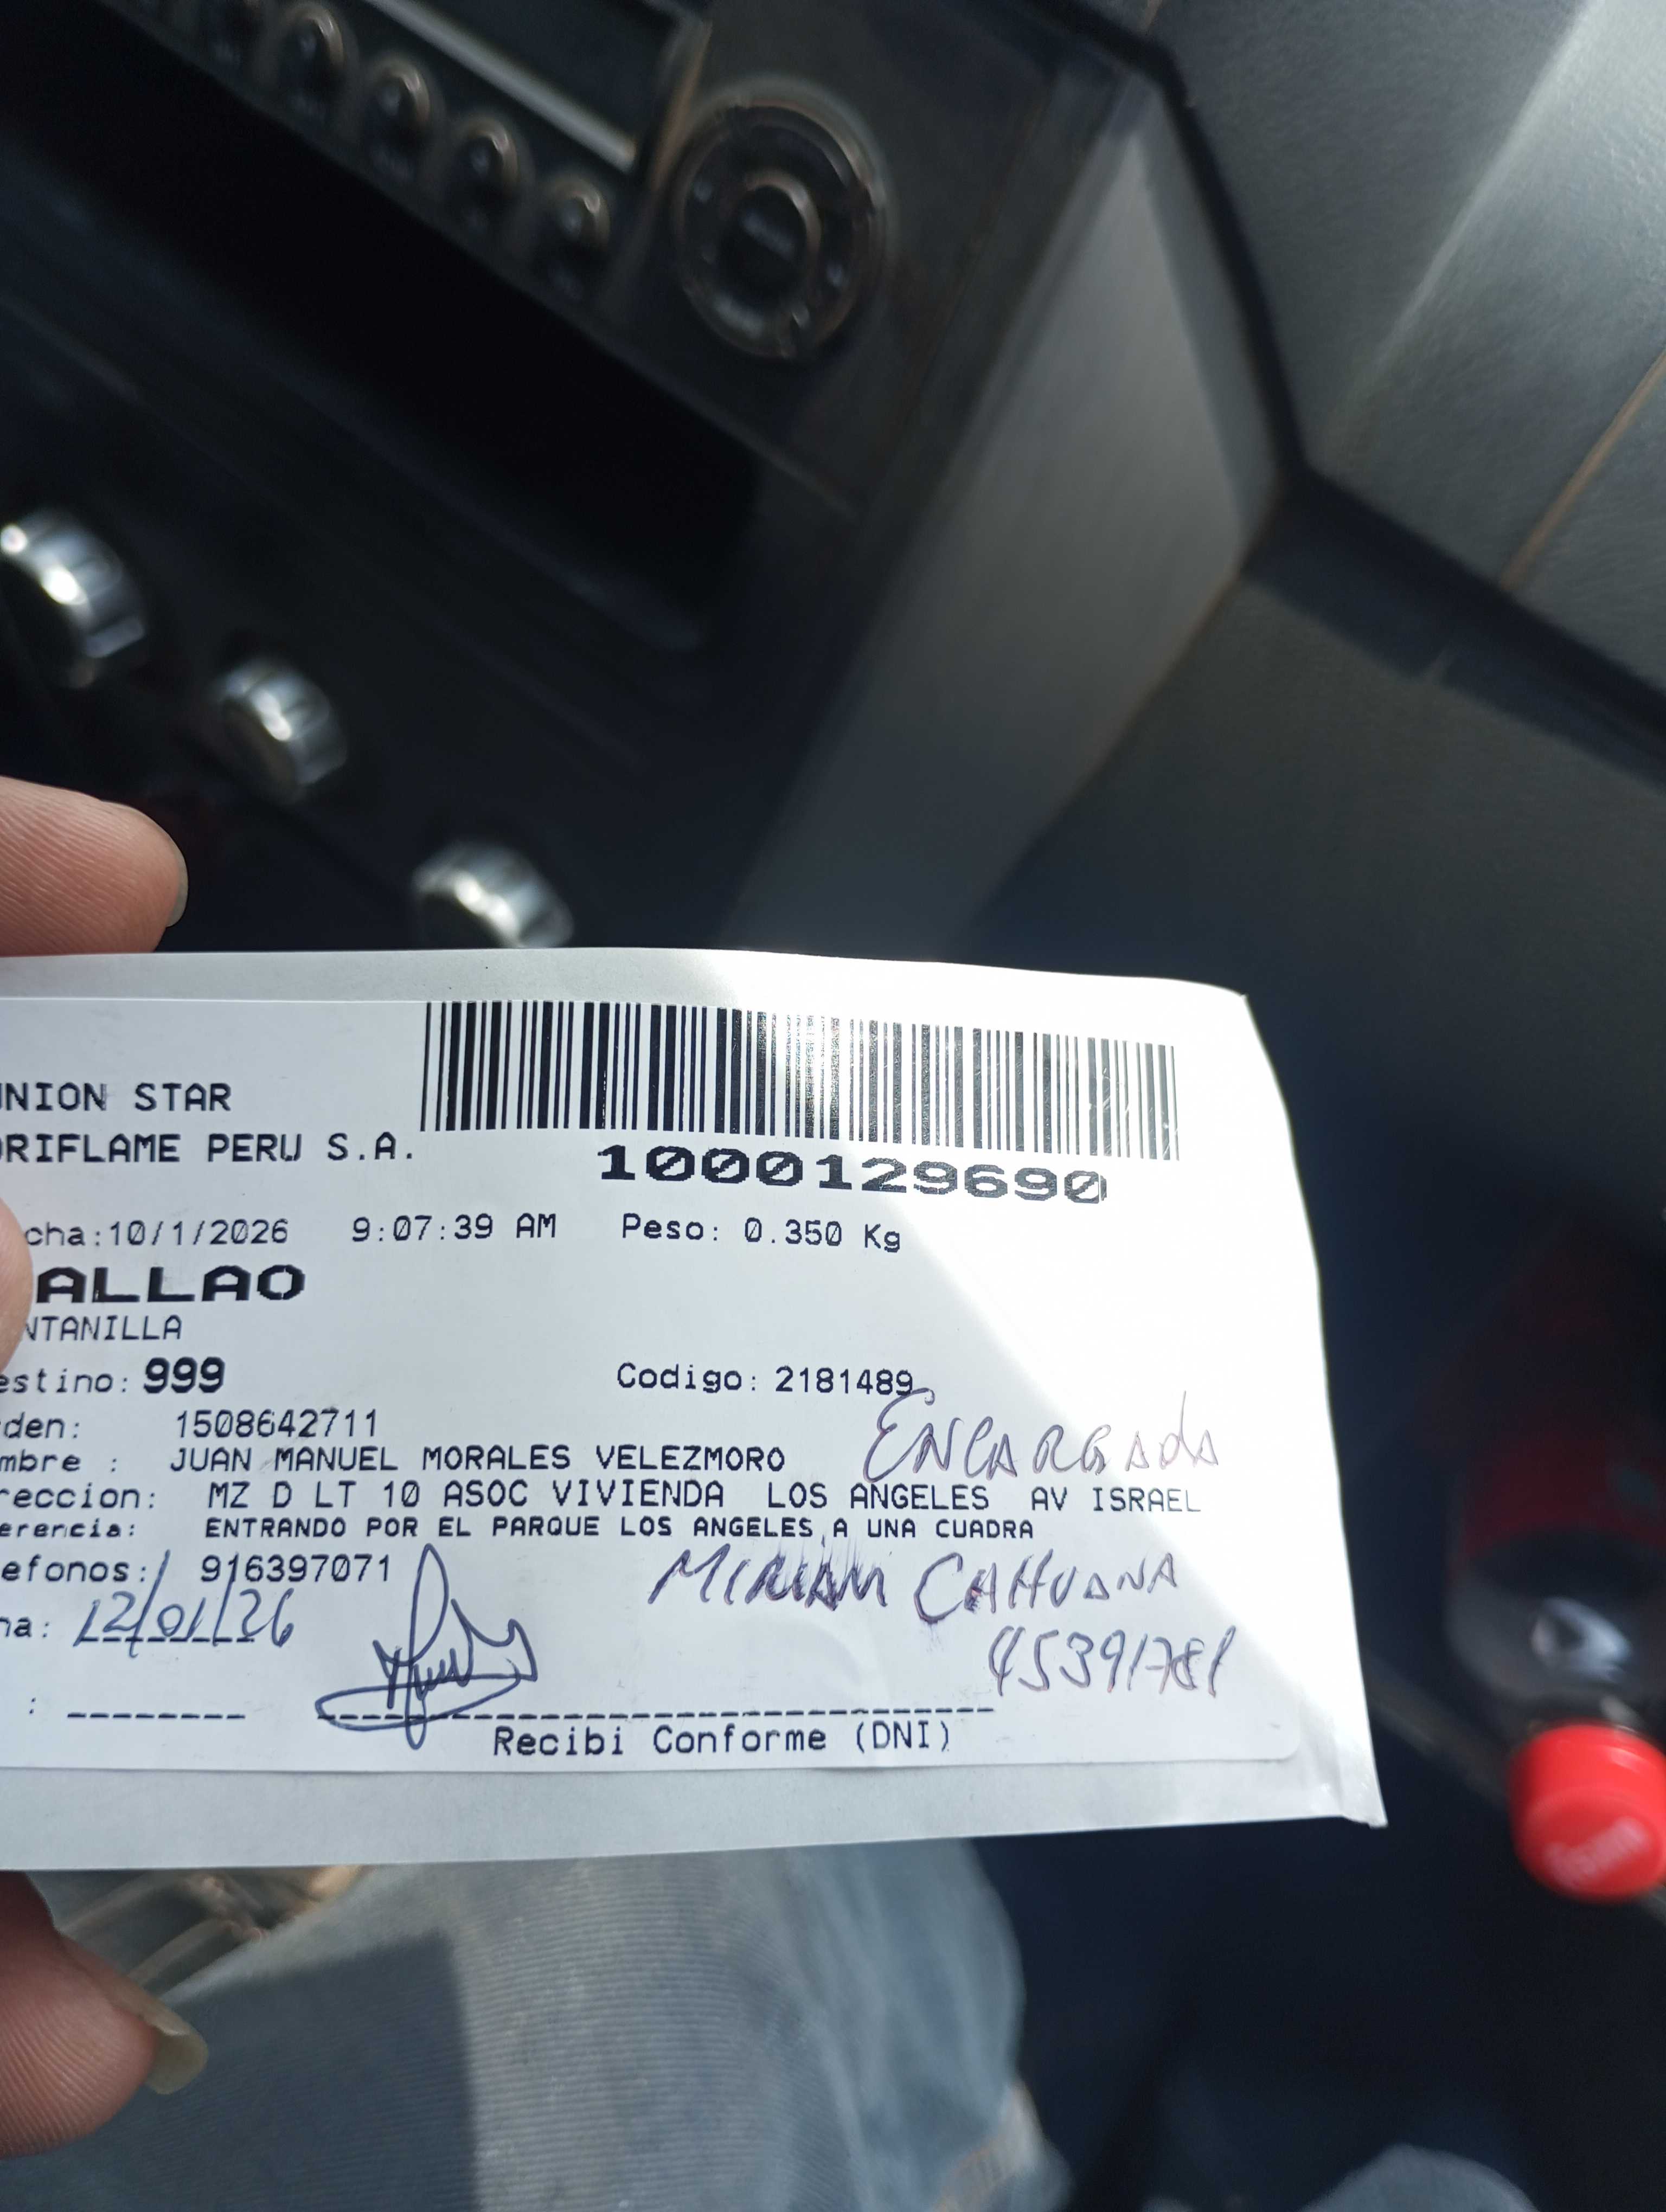 UNION STAR
ORIFLAME PERU S.A.
1000129690
cha:10/1/2026 9:07:39 AM Peso: 0.350 Kg
ALLAO
NTANILLA
estino: 999 Codigo: 2181489
den: 1508642711
ENCARGADA
mbre : JUAN MANUEL MORALES VELEZMORO
reccion: MZ D LT 10 ASOC VIVIENDA LOS ANGELES AV ISRAEL
erencia: ENTRANDO POR EL PARQUE LOS ANGELES A UNA CUADRA
efonos: 916397071
MIRIAM CAHUANA
ha: 12/01/26
45391781
Recibi Conforme (DNI)